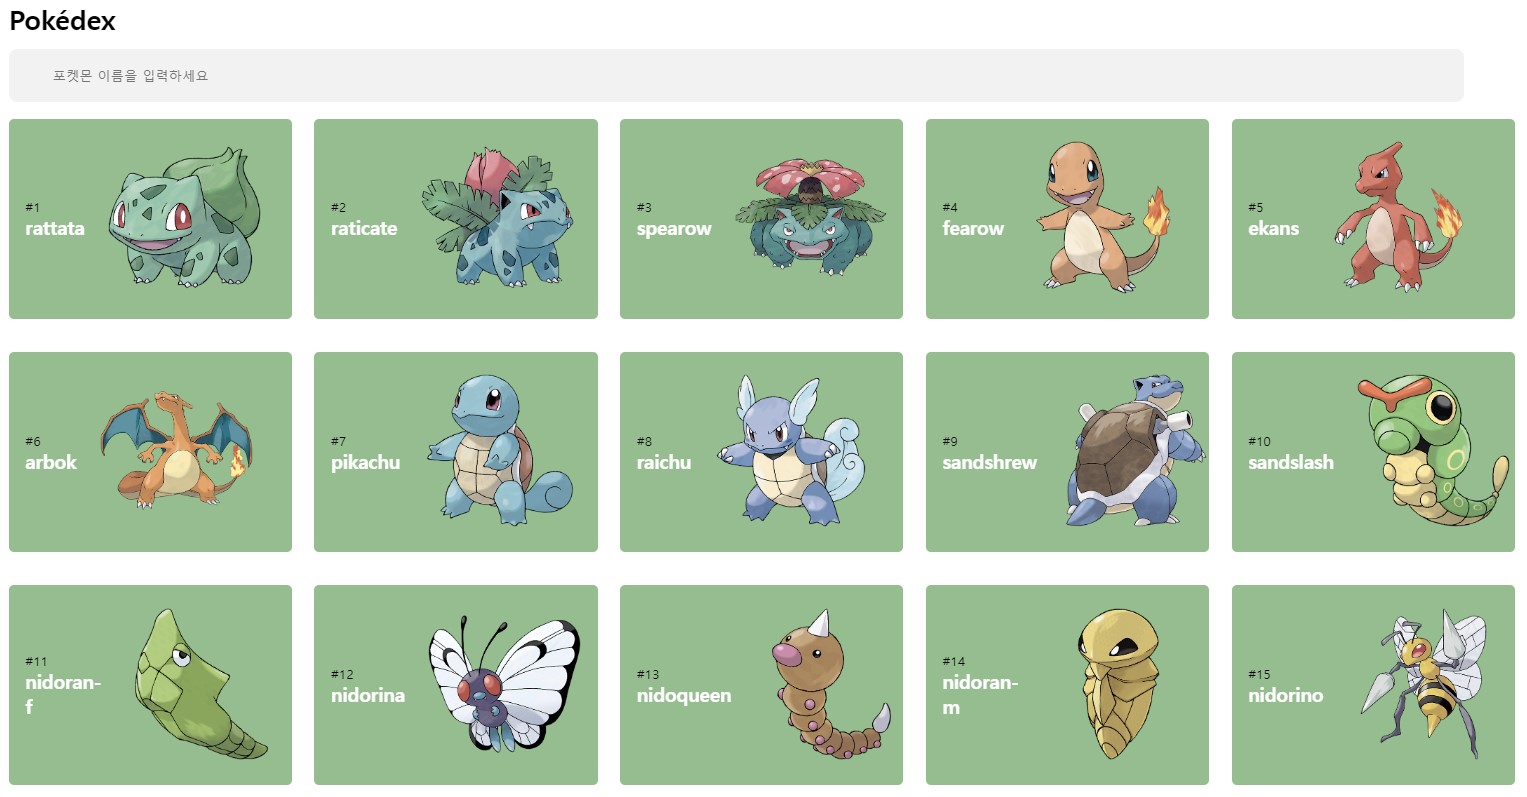 Pokédex
포켓몬 이름을 입력하세요
#1
rattata
#2
raticate
#3
spearow
#4
fearow
#5
ekans
#6
arbok
#7
pikachu
#8
raichu
#9
sandshrew
#10
sandslash
#11
nidoran-
f
#12
nidorina
#13
nidoqueen
#14
nidoran-
m
#15
nidorino